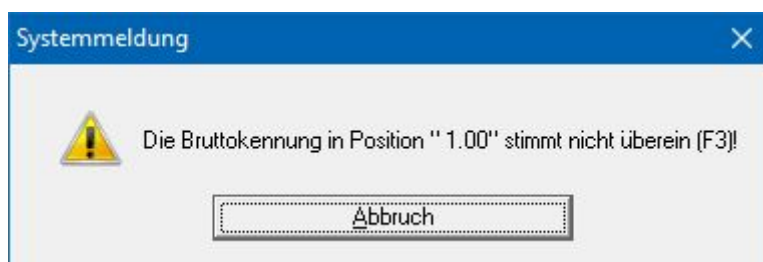 Systemmeldung
Die Bruttokennung in Position " 1.00" stimmt nicht überein (F3)!
Abbruch